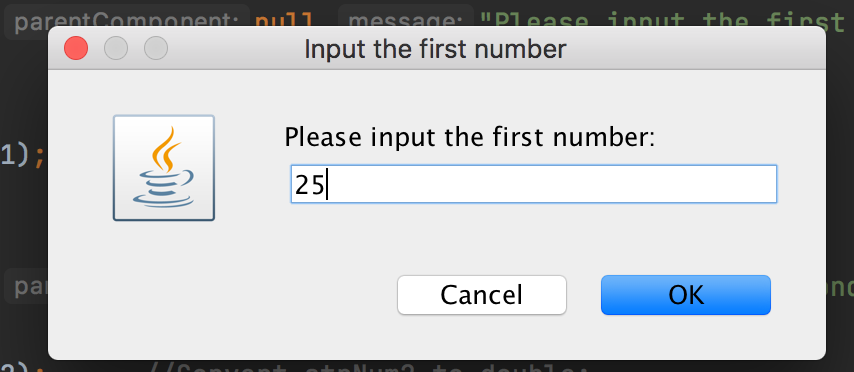 parentComponent: null, message: "Please input the first
Input the first number
Please input the first number:
1);
25
Cancel
OK
//Convert strNum2 to double: